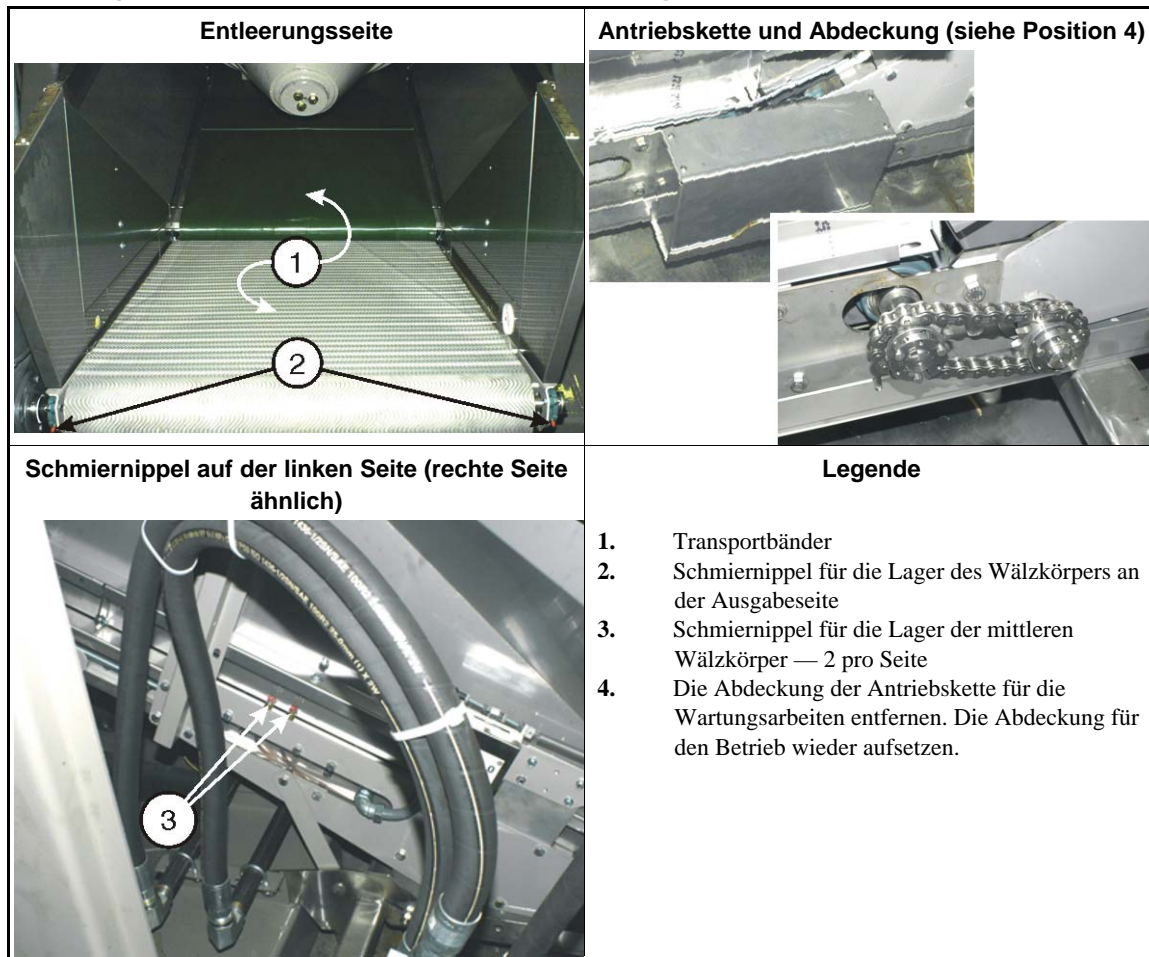 Entleerungsseite
Antriebskette und Abdeckung (siehe Position 4)
1
2
Schmiernippel auf der linken Seite (rechte Seite
ähnlich)
3
Legende
1. Transportbänder
2. Schmiernippel für die Lager des Wälzkörpers an
der Ausgabeseite
3. Schmiernippel für die Lager der mittleren
Wälzkörper — 2 pro Seite
4. Die Abdeckung der Antriebskette für die
Wartungsarbeiten entfernen. Die Abdeckung für
den Betrieb wieder aufsetzen.